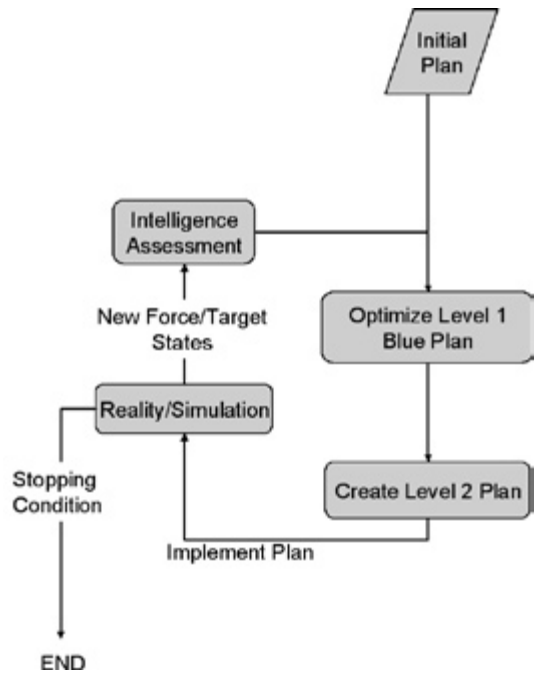 Initial
Plan
Intelligence
Assessment
New Force/Target
States
Optimize Level 1
Blue Plan
Reality/Simulation
Stopping
Condition
Create Level 2 Plan
Implement Plan
END